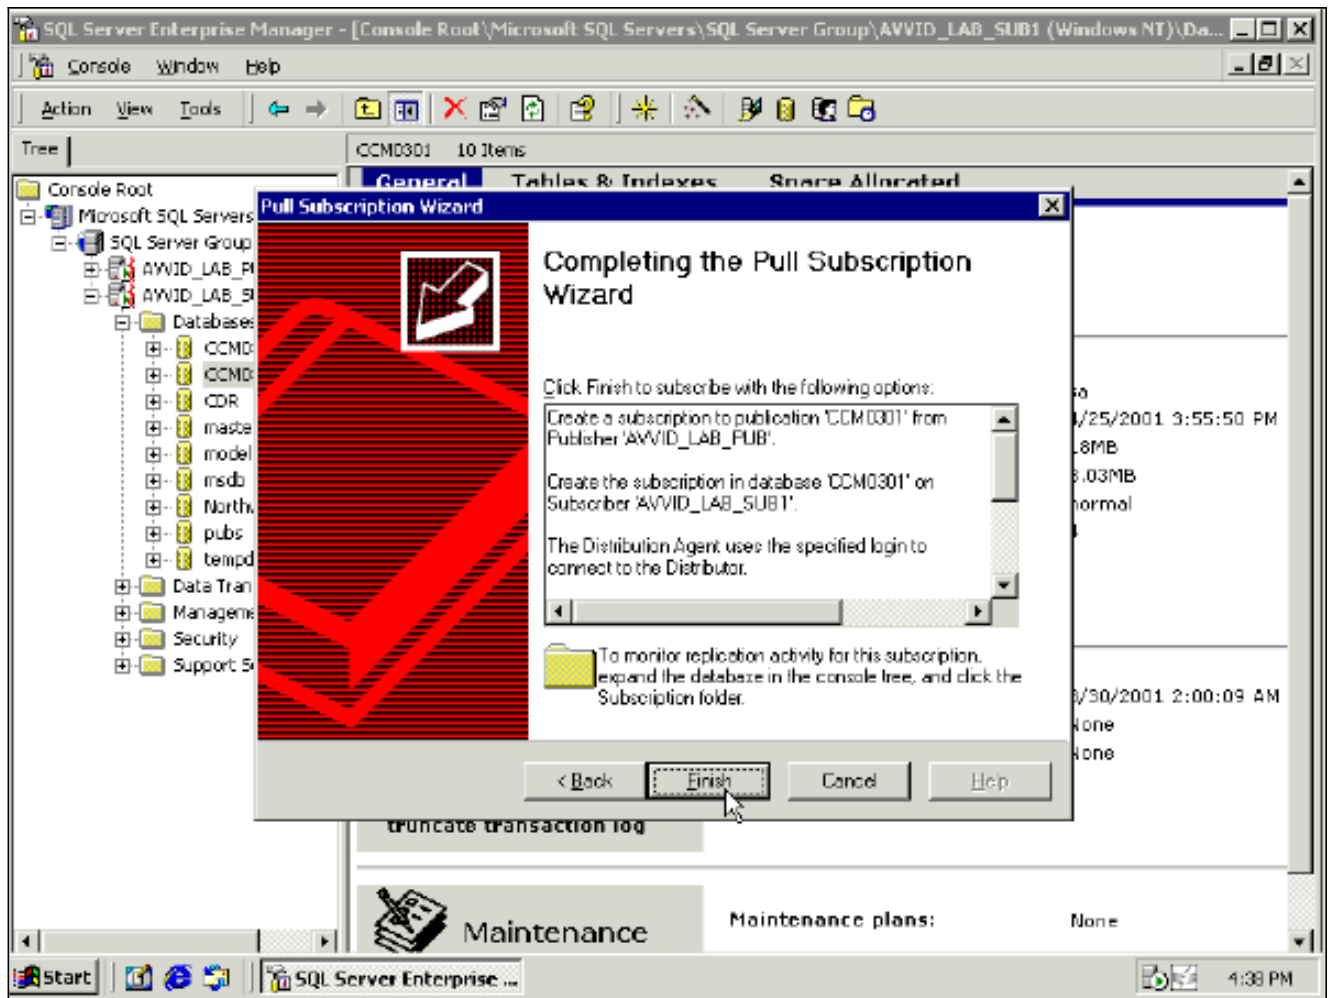 SQL Server Enterprise Manager - [Console Root\Microsoft SQL Servers\SQL Server Group\AVVID_LAB_SUB1 (Windows NT)\Da...
Console Window Help
Action View Tools
Tree
CCM0301 10 Items
General Tables & Indexes Space Allocated
Console Root
Microsoft SQL Servers
SQL Server Group
AVVID_LAB_P
AVVID_LAB_S
Databases
CCM0
CCM0
CDR
maste
model
msdb
North
pubs
tempd
Data Tran
Manageme
Security
Support S
Pull Subscription Wizard
Completing the Pull Subscription
Wizard
Click Finish to subscribe with the following options:
Create a subscription to publication 'CCM0301' from
Publisher 'AVVID_LAB_PUB'.
Create the subscription in database 'CCM0301' on
Subscriber 'AVVID_LAB_SUB1'.
The Distribution Agent uses the specified login to
connect to the Distributor.
To monitor replication activity for this subscription,
expand the database in the console tree, and click the
Subscription folder.
< Back Finish Cancel Help
sa
/25/2001 3:55:50 PM
.8MB
.03MB
normal
/30/2001 2:00:09 AM
None
None
truncate transaction log
Maintenance
Maintenance plans: None
Start SQL Server Enterprise ... 4:38 PM